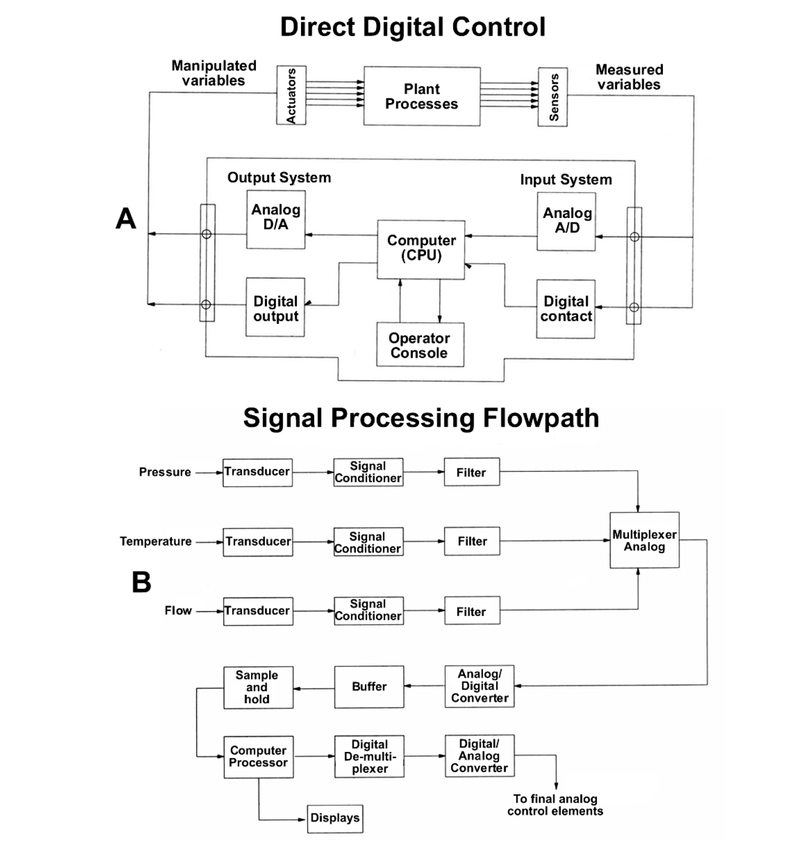 Direct Digital Control
Manipulated
variables
Actuators
Plant
Processes
Sensors
Measured
variables
A
Output System
Input System
Analog
D/A
Analog
A/D
Computer
(CPU)
Digital
output
Digital
contact
Operator
Console
Signal Processing Flowpath
Pressure
Transducer
Signal
Conditioner
Filter
Temperature
Transducer
Signal
Conditioner
Filter
Multiplexer
Analog
B
Flow
Transducer
Signal
Conditioner
Filter
Sample
and
hold
Buffer
Analog/
Digital
Converter
Computer
Processor
Digital
De-multi-
plexer
Digital/
Analog
Converter
To final analog
control elements
Displays